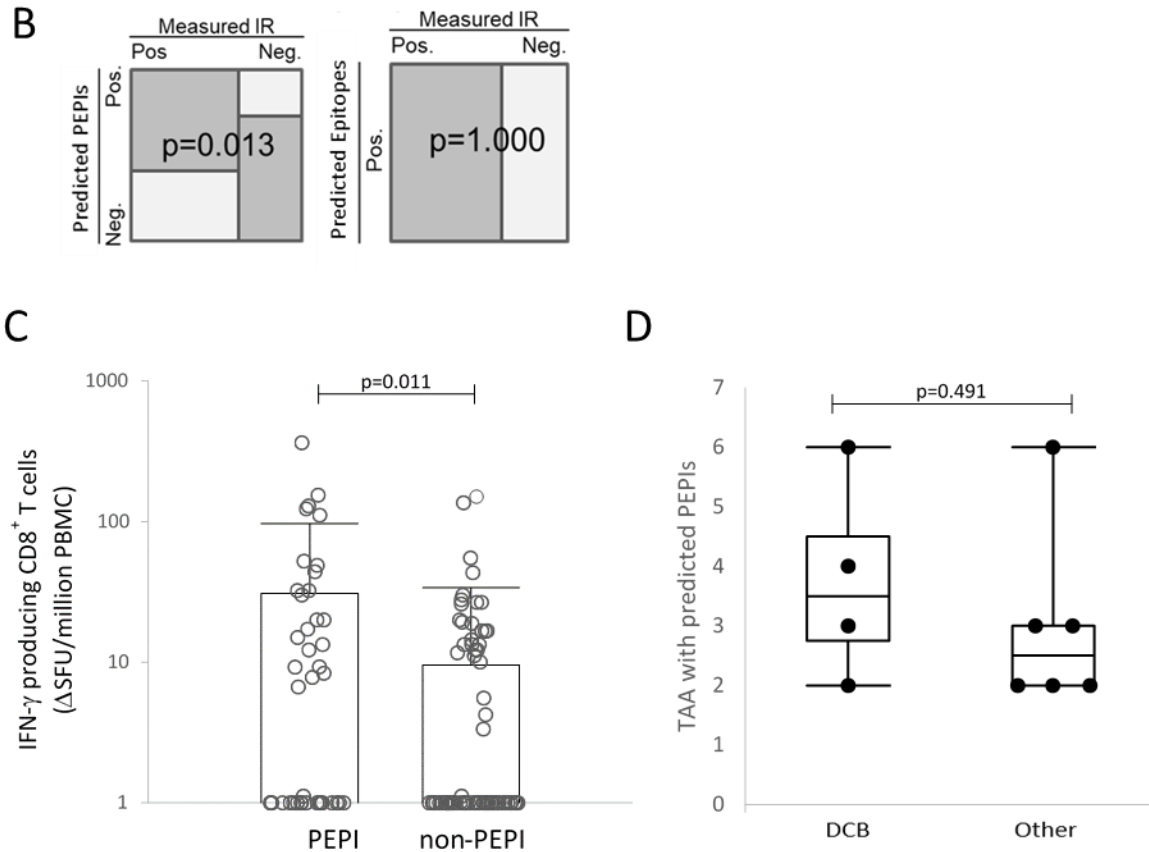 B
Measured IR
Pos Neg.
Predicted PEPIs
Pos.
Neg.
p=0.013
Measured IR
Pos. Neg.
Predicted Epitopes
Pos.
p=1.000
C
IFN-γ producing CD8⁺ T cells
(ΔSFU/million PBMC)
1000
100
10
1
p=0.011
PEPI non-PEPI
D
TAA with predicted PEPIs
7
6
5
4
3
2
1
0
p=0.491
DCB Other